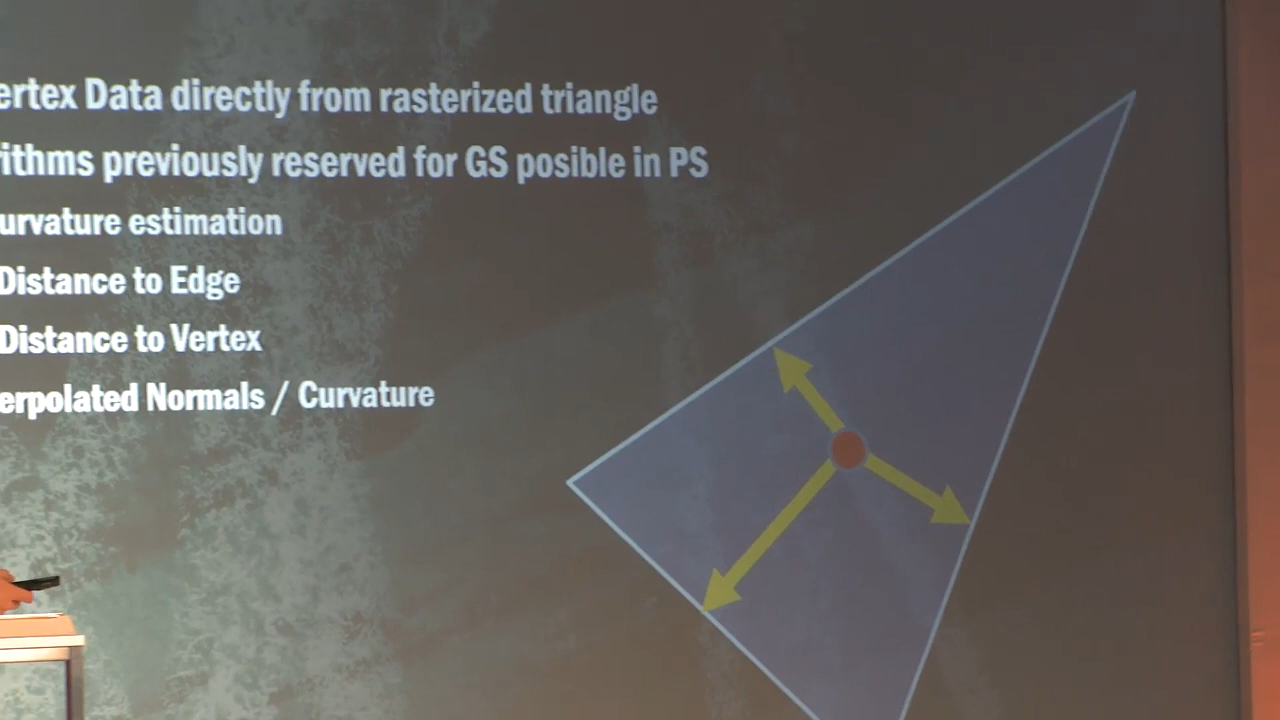 ertex Data directly from rasterized triangle
rithms previously reserved for GS posible in PS
urvature estimation
Distance to Edge
Distance to Vertex
erpolated Normals / Curvature